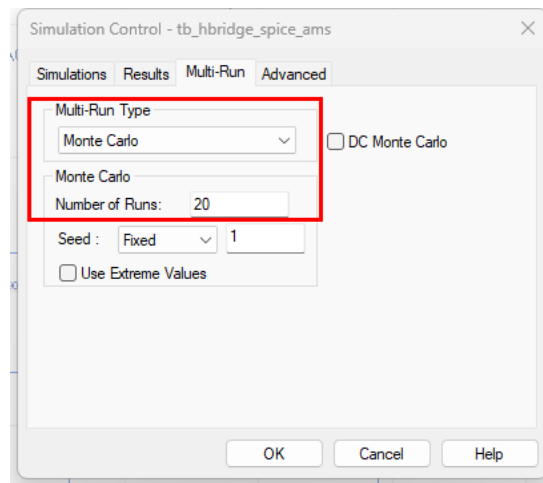 Simulation Control - tb_hbridge_spice_ams
Simulations Results Multi-Run Advanced
Multi-Run Type
Monte Carlo
DC Monte Carlo
Monte Carlo
Number of Runs: 20
Seed : Fixed 1
Use Extreme Values
OK Cancel Help